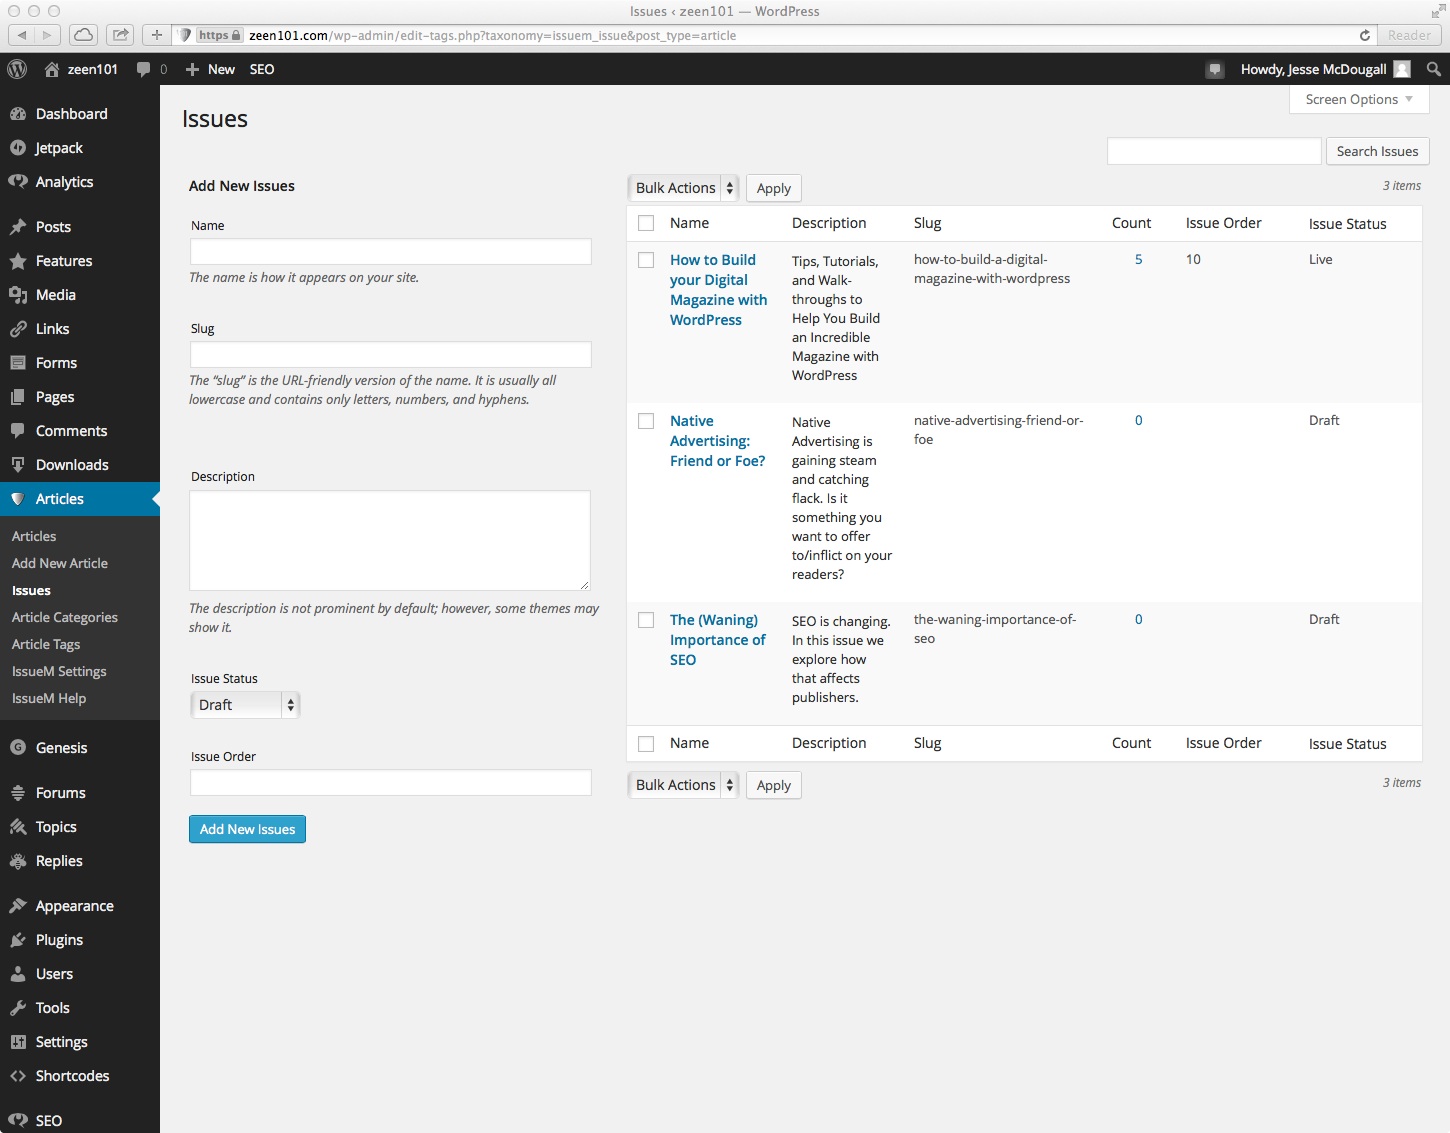 Issues ‹ zeen101 — WordPress
https zeen101.com/wp-admin/edit-tags.php?taxonomy=issuem_issue&post_type=article Reader
zeen101 0 New SEO Howdy, Jesse McDougall
Screen Options
Issues
Search Issues
Dashboard
Jetpack
Analytics
Posts
Features
Media
Links
Forms
Pages
Comments
Downloads
Articles
Articles
Add New Article
Issues
Article Categories
Article Tags
IssueM Settings
IssueM Help
Genesis
Forums
Topics
Replies
Appearance
Plugins
Users
Tools
Settings
Shortcodes
SEO
Add New Issues
Name
The name is how it appears on your site.
Slug
The “slug” is the URL-friendly version of the name. It is usually all
lowercase and contains only letters, numbers, and hyphens.
Description
The description is not prominent by default; however, some themes may
show it.
Issue Status
Draft
Issue Order
Add New Issues
Bulk Actions Apply 3 items
Name Description Slug Count Issue Order Issue Status
How to Build
your Digital
Magazine with
WordPress
Tips, Tutorials,
and Walk-
throughs to
Help You Build
an Incredible
Magazine with
WordPress
how-to-build-a-digital-
magazine-with-wordpress
5 10 Live
Native
Advertising:
Friend or Foe?
Native
Advertising is
gaining steam
and catching
flack. Is it
something you
want to offer
to/inflict on your
readers?
native-advertising-friend-or-
foe
0 Draft
The (Waning)
Importance of
SEO
SEO is changing.
In this issue we
explore how
that affects
publishers.
the-waning-importance-of-
seo
0 Draft
Name Description Slug Count Issue Order Issue Status
Bulk Actions Apply 3 items